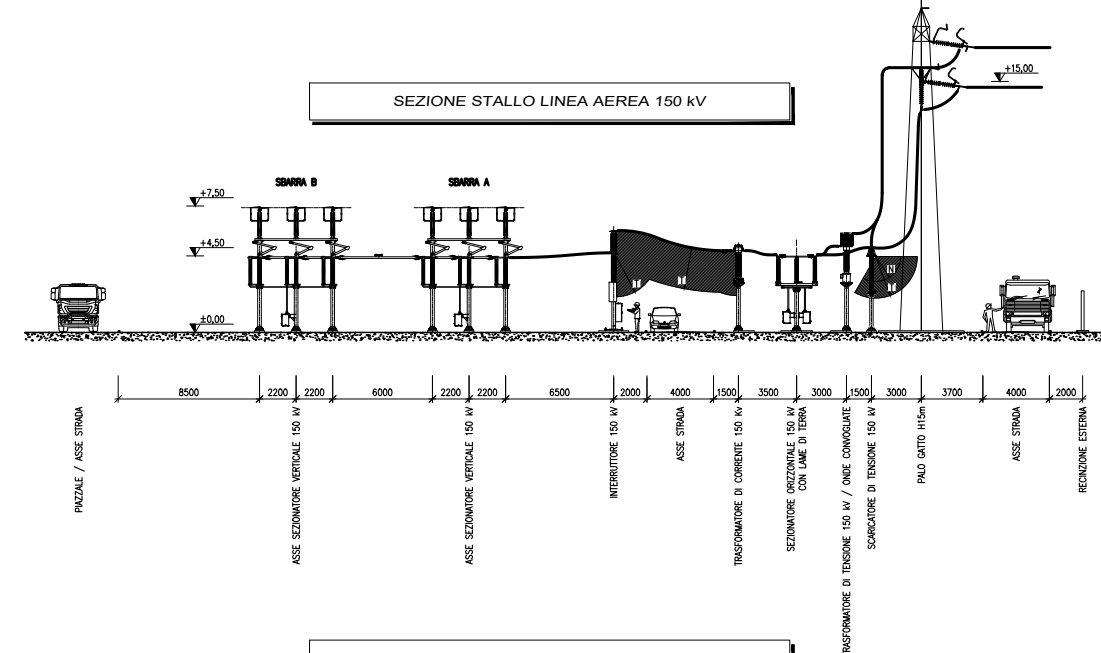 SEZIONE STALLO LINEA AEREA 150 kV
+15,00
SBARRA B
SBARRA A
+7,50
+4,50
±0,00
N
8500
2200
2200
6000
2200
2200
6500
2000
4000
1500
3500
3000
1500
3000
3700
4000
2000
PIAZZALE / ASSE STRADA
ASSE SEZIONATORE VERTICALE 150 kV
ASSE SEZIONATORE VERTICALE 150 kV
INTERRUTTORE 150 kV
ASSE STRADA
TRASFORMATORE DI CORRENTE 150 Kv
SEZIONATORE ORIZZONTALE 150 kV
CON LAME DI TERRA
TRASFORMATORE DI TENSIONE 150 kV / ONDE CONVOGLIATE
SCARICATORE DI TENSIONE 150 kV
PALO GATTO H15m
ASSE STRADA
RECINZIONE ESTERNA